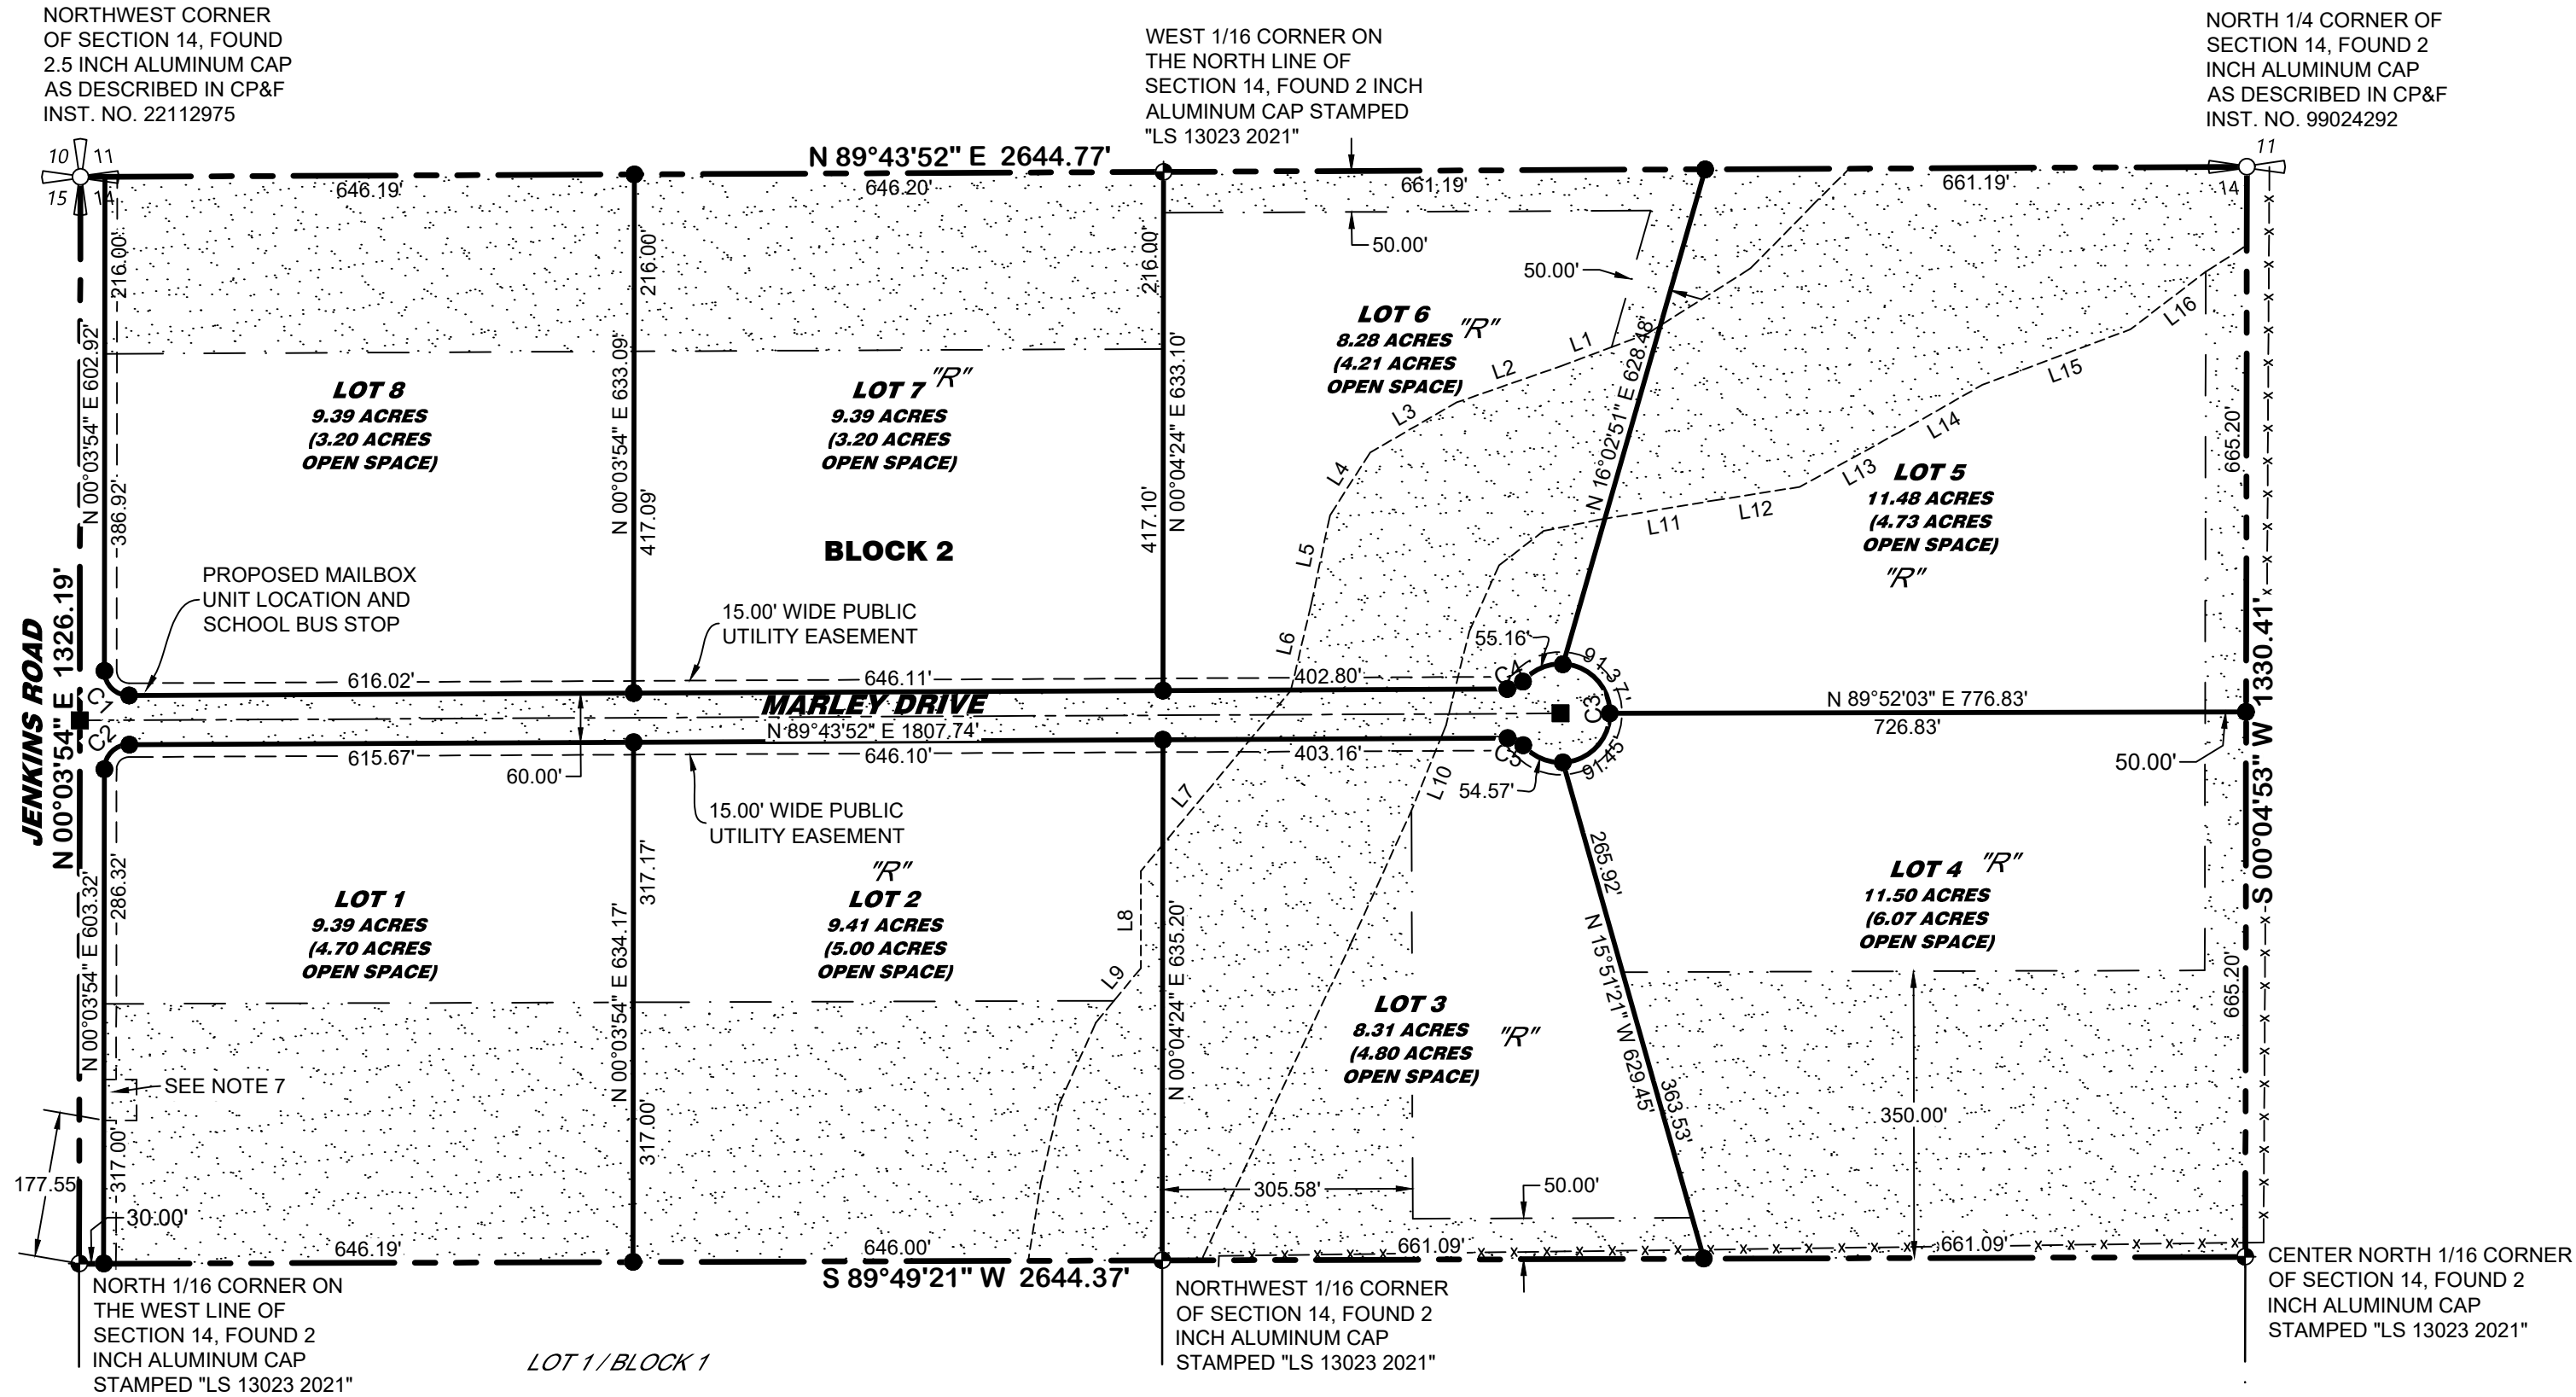 NORTHWEST CORNER
OF SECTION 14, FOUND
2.5 INCH ALUMINUM CAP
AS DESCRIBED IN CP&F
INST. NO. 22112975
WEST 1/16 CORNER ON
THE NORTH LINE OF
SECTION 14, FOUND 2 INCH
ALUMINUM CAP STAMPED
"LS 13023 2021"
NORTH 1/4 CORNER OF
SECTION 14, FOUND 2
INCH ALUMINUM CAP
AS DESCRIBED IN CP&F
INST. NO. 99024292
10 11
15 14
11
14
N 89°43'52" E 2644.77'
646.19'
646.20'
661.19'
661.19'
50.00'
50.00'
216.00'
216.00'
216.00'
N 00°03'54" E 602.92'
386.92'
N 00°03'54" E 633.09'
417.09'
N 00°04'24" E 633.10'
417.10'
N 16°02'51" E 628.48'
665.20'
LOT 8
9.39 ACRES
(3.20 ACRES
OPEN SPACE)
LOT 7 "R"
9.39 ACRES
(3.20 ACRES
OPEN SPACE)
LOT 6 "R"
8.28 ACRES
(4.21 ACRES
OPEN SPACE)
LOT 5
11.48 ACRES
(4.73 ACRES
OPEN SPACE)
"R"
BLOCK 2
L1
L2
L3
L4
L5
L6
L7
L8
L9
L10
L11
L12
L13
L14
L15
L16
PROPOSED MAILBOX
UNIT LOCATION AND
SCHOOL BUS STOP
15.00' WIDE PUBLIC
UTILITY EASEMENT
JENKINS ROAD
N 00°03'54" E 1326.19'
S 00°04'53" W 1330.41'
616.02'
646.11'
402.80'
C1
C2
C3
C4
C5
55.16'
91.37'
91.45'
54.57'
MARLEY DRIVE
N 89°43'52" E 1807.74'
N 89°52'03" E 776.83'
726.83'
50.00'
615.67'
646.10'
403.16'
60.00'
15.00' WIDE PUBLIC
UTILITY EASEMENT
N 00°03'54" E 603.32'
286.32'
317.17'
N 00°03'54" E 634.17'
N 00°04'24" E 635.20'
265.92'
N 15°51'21" W 629.45'
363.53'
665.20'
LOT 1
9.39 ACRES
(4.70 ACRES
OPEN SPACE)
"R"
LOT 2
9.41 ACRES
(5.00 ACRES
OPEN SPACE)
LOT 3
8.31 ACRES
(4.80 ACRES
OPEN SPACE)
"R"
LOT 4 "R"
11.50 ACRES
(6.07 ACRES
OPEN SPACE)
SEE NOTE 7
177.55
317.00'
317.00'
30.00'
305.58'
50.00'
350.00'
646.19'
646.00'
661.09'
661.09'
S 89°49'21" W 2644.37'
NORTH 1/16 CORNER ON
THE WEST LINE OF
SECTION 14, FOUND 2
INCH ALUMINUM CAP
STAMPED "LS 13023 2021"
LOT 1 / BLOCK 1
NORTHWEST 1/16 CORNER
OF SECTION 14, FOUND 2
INCH ALUMINUM CAP
STAMPED "LS 13023 2021"
CENTER NORTH 1/16 CORNER
OF SECTION 14, FOUND 2
INCH ALUMINUM CAP
STAMPED "LS 13023 2021"